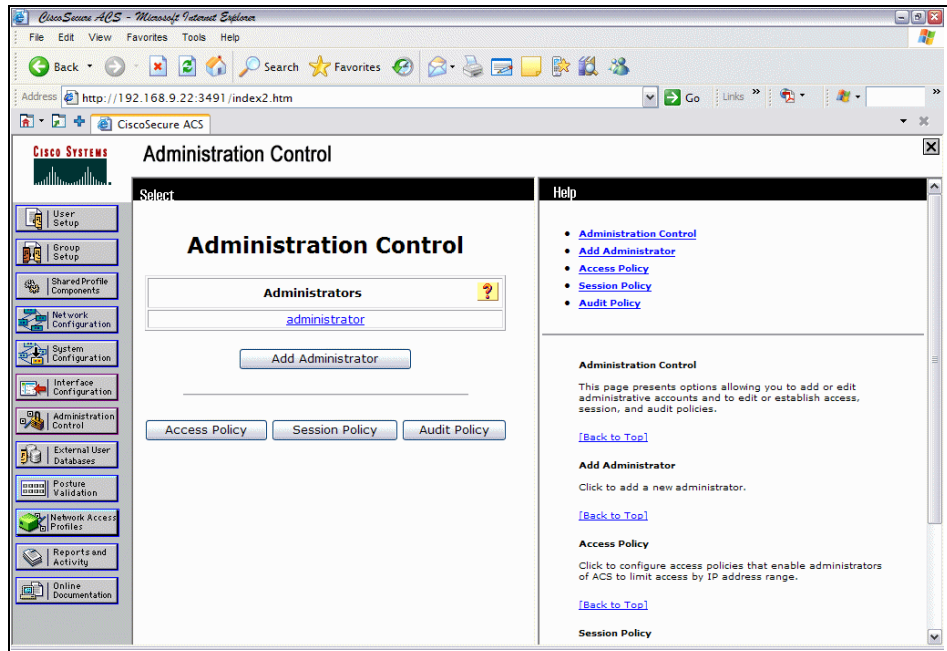 CiscoSecure ACS - Microsoft Internet Explorer
File Edit View Favorites Tools Help
Back Search Favorites
Address http://192.168.9.22:3491/index2.htm Go Links »
»
CiscoSecure ACS
CISCO SYSTEMS
Administration Control
User
Setup
Group
Setup
Shared Profile
Components
Network
Configuration
System
Configuration
Interface
Configuration
Administration
Control
External User
Databases
Posture
Validation
Network Access
Profiles
Reports and
Activity
Online
Documentation
Select
Administration Control
Administrators ?
administrator
Add Administrator
Access Policy Session Policy Audit Policy
Help
• Administration Control
• Add Administrator
• Access Policy
• Session Policy
• Audit Policy
Administration Control
This page presents options allowing you to add or edit
administrative accounts and to edit or establish access,
session, and audit policies.
[Back to Top]
Add Administrator
Click to add a new administrator.
[Back to Top]
Access Policy
Click to configure access policies that enable administrators
of ACS to limit access by IP address range.
[Back to Top]
Session Policy